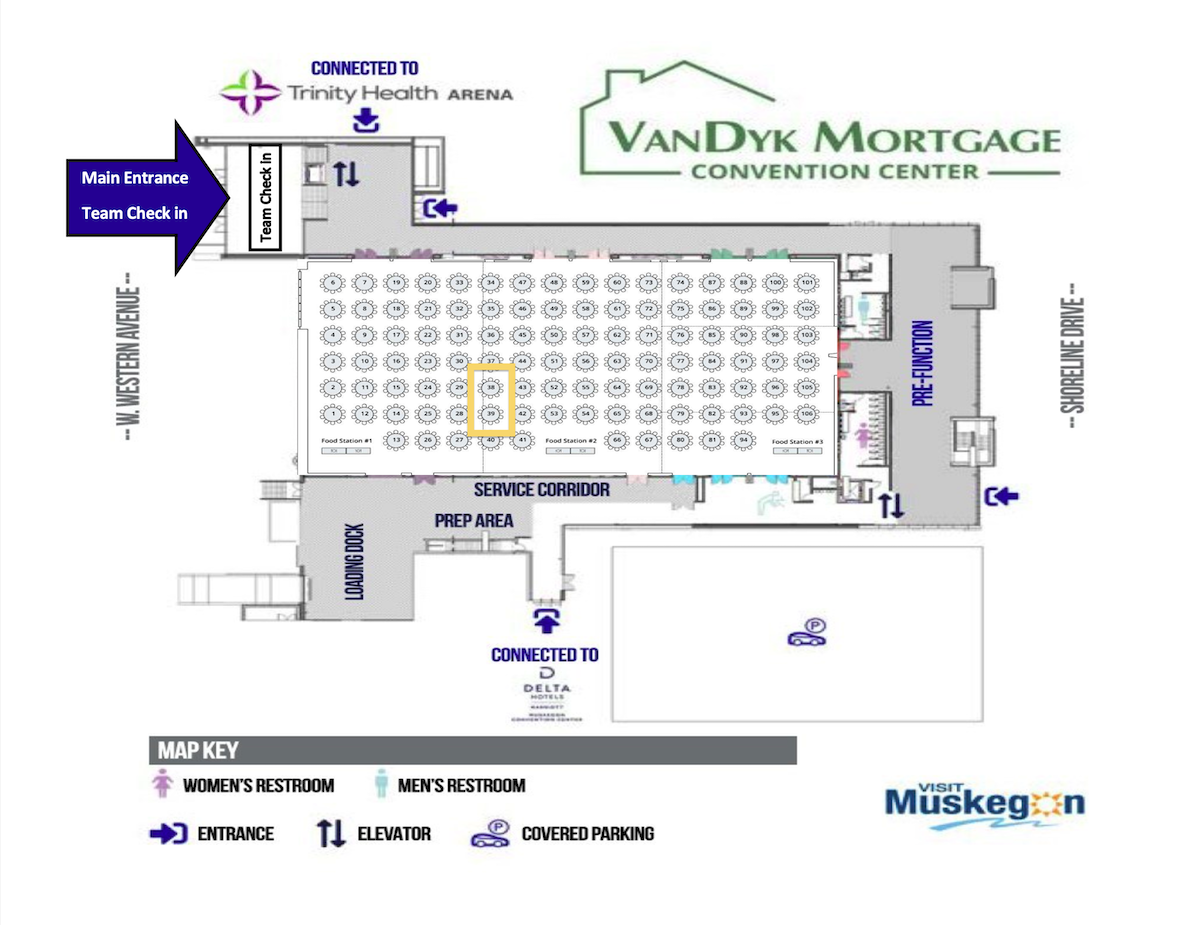 CONNECTED TO
Trinity Health ARENA
VANDYK MORTGAGE
CONVENTION CENTER
Main Entrance
Team Check in
Team Check in
-- W. WESTERN AVENUE --
6 7 19 20 33 34 47 48 59 60 73 74 87 88 100 101
5 8 18 21 32 35 46 49 58 61 72 75 86 89 99 102
4 9 17 22 31 36 45 50 57 62 71 76 85 90 98 103
3 10 16 23 30 37 44 51 56 63 70 77 84 91 97 104
2 11 15 24 29 38 43 52 55 64 69 78 83 92 96 105
1 12 14 25 28 39 42 53 54 65 68 79 82 93 95 106
Food Station #1 13 26 27 40 41 Food Station #2 66 67 80 81 94 Food Station #3
PRE-FUNCTION
-- SHORELINE DRIVE --
SERVICE CORRIDOR
PREP AREA
LOADING DOCK
CONNECTED TO
DELTA
HOTELS
MARRIOTT
MUSKEGON
CONVENTION CENTER
P
MAP KEY
WOMEN'S RESTROOM
MEN'S RESTROOM
ENTRANCE
ELEVATOR
P
COVERED PARKING
VISIT
Muskegon